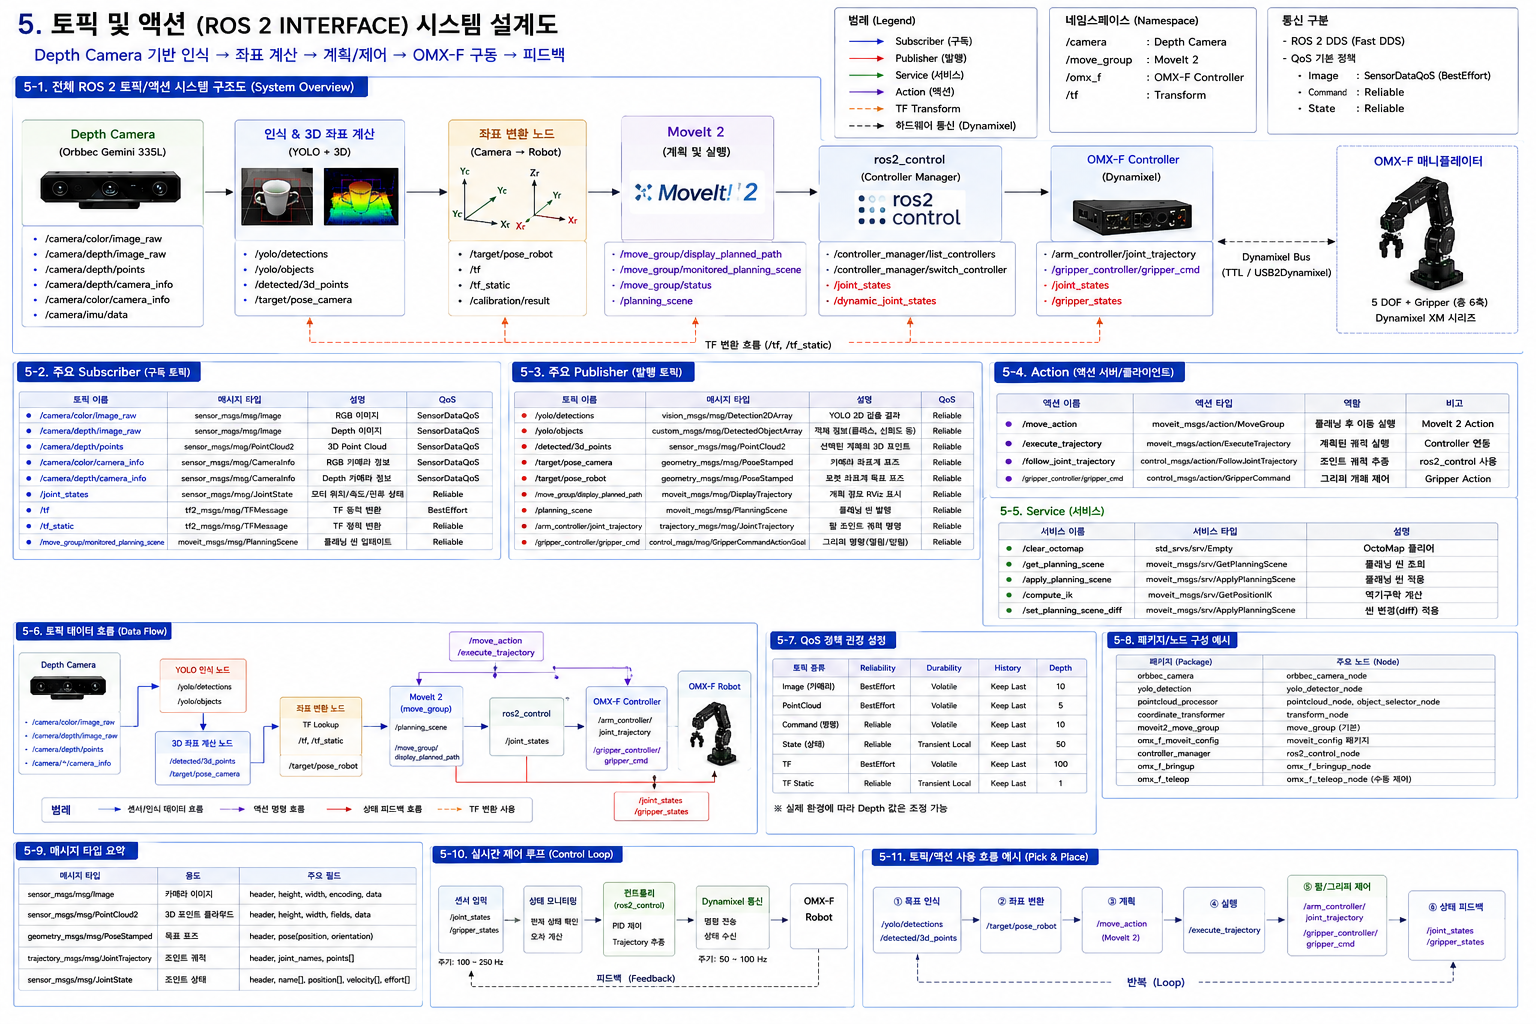 5. 토픽 및 액션 (ROS 2 INTERFACE) 시스템 설계도
Depth Camera 기반 인식 → 좌표 계산 → 계획/제어 → OMX-F 구동 → 피드백
범례 (Legend)
Subscriber (구독)
Publisher (발행)
Service (서비스)
Action (액션)
TF Transform
하드웨어 통신 (Dynamixel)
네임스페이스 (Namespace)
/camera : Depth Camera
/move_group : MoveIt 2
/omx_f : OMX-F Controller
/tf : Transform
통신 구분
- ROS 2 DDS (Fast DDS)
- QoS 기본 정책
• Image : SensorDataQoS (BestEffort)
• Command : Reliable
• State : Reliable
5-1. 전체 ROS 2 토픽/액션 시스템 구조도 (System Overview)
Depth Camera
(Orbbec Gemini 335L)
• /camera/color/image_raw
• /camera/depth/image_raw
• /camera/depth/points
• /camera/depth/camera_info
• /camera/color/camera_info
• /camera/imu/data
인식 & 3D 좌표 계산
(YOLO + 3D)
• /yolo/detections
• /yolo/objects
• /detected/3d_points
• /target/pose_camera
좌표 변환 노드
(Camera → Robot)
Yc
Yc
Yc
Xr
Zr
Yr
Xr
Xr
• /target/pose_robot
• /tf
• /tf_static
• /calibration/result
MoveIt 2
(계획 및 실행)
MoveIt! 2
• /move_group/display_planned_path
• /move_group/monitored_planning_scene
• /move_group/status
• /planning_scene
ros2_control
(Controller Manager)
ros2
control
• /controller_manager/list_controllers
• /controller_manager/switch_controller
• /joint_states
• /dynamic_joint_states
OMX-F Controller
(Dynamixel)
• /arm_controller/joint_trajectory
• /gripper_controller/gripper_cmd
• /joint_states
• /gripper_states
Dynamixel Bus
(TTL / USB2Dynamixel)
OMX-F 매니퓰레이터
5 DOF + Gripper (총 6축)
Dynamixel XM 시리즈
TF 변환 흐름 (/tf, /tf_static)
5-2. 주요 Subscriber (구독 토픽)
토픽 이름 메시지 타입 설명 QoS
/camera/color/image_raw sensor_msgs/msg/Image RGB 이미지 SensorDataQoS
/camera/depth/image_raw sensor_msgs/msg/Image Depth 이미지 SensorDataQoS
/camera/depth/points sensor_msgs/msg/PointCloud2 3D Point Cloud SensorDataQoS
/camera/color/camera_info sensor_msgs/msg/CameraInfo RGB 카메라 정보 SensorDataQoS
/camera/depth/camera_info sensor_msgs/msg/CameraInfo Depth 카메라 정보 SensorDataQoS
/joint_states sensor_msgs/msg/JointState 모터 위치/속도/전류 상태 Reliable
/tf tf2_msgs/msg/TFMessage TF 동적 변환 BestEffort
/tf_static tf2_msgs/msg/TFMessage TF 정적 변환 Reliable
/move_group/monitored_planning_scene moveit_msgs/msg/PlanningScene 플래닝 씬 업데이트 Reliable
5-3. 주요 Publisher (발행 토픽)
토픽 이름 메시지 타입 설명 QoS
/yolo/detections vision_msgs/msg/Detection2DArray YOLO 2D 검출 결과 Reliable
/yolo/objects custom_msgs/msg/DetectedObjectArray 객체 정보(클래스, 신뢰도 등) Reliable
/detected/3d_points sensor_msgs/msg/PointCloud2 선택된 객체의 3D 포인트 Reliable
/target/pose_camera geometry_msgs/msg/PoseStamped 카메라 좌표계 포즈 Reliable
/target/pose_robot geometry_msgs/msg/PoseStamped 로봇 좌표계 목표 포즈 Reliable
/move_group/display_planned_path moveit_msgs/msg/DisplayTrajectory 계획 경로 RViz 표시 Reliable
/planning_scene moveit_msgs/msg/PlanningScene 플래닝 씬 발행 Reliable
/arm_controller/joint_trajectory trajectory_msgs/msg/JointTrajectory 팔 조인트 궤적 명령 Reliable
/gripper_controller/gripper_cmd control_msgs/msg/GripperCommandActionGoal 그리퍼 명령(열림/닫힘) Reliable
5-4. Action (액션 서버/클라이언트)
액션 이름 액션 타입 역할 비고
/move_action moveit_msgs/action/MoveGroup 플래닝 후 이동 실행 MoveIt 2 Action
/execute_trajectory moveit_msgs/action/ExecuteTrajectory 계획된 궤적 실행 Controller 연동
/follow_joint_trajectory control_msgs/action/FollowJointTrajectory 조인트 궤적 추종 ros2_control 사용
/gripper_controller/gripper_cmd control_msgs/action/GripperCommand 그리퍼 개폐 제어 Gripper Action
5-5. Service (서비스)
서비스 이름 서비스 타입 설명
/clear_octomap std_srvs/srv/Empty OctoMap 클리어
/get_planning_scene moveit_msgs/srv/GetPlanningScene 플래닝 씬 조회
/apply_planning_scene moveit_msgs/srv/ApplyPlanningScene 플래닝 씬 적용
/compute_ik moveit_msgs/srv/GetPositionIK 역기구학 계산
/set_planning_scene_diff moveit_msgs/srv/ApplyPlanningScene 씬 변경(diff) 적용
5-6. 토픽 데이터 흐름 (Data Flow)
Depth Camera
• /camera/color/image_raw
• /camera/depth/image_raw
• /camera/depth/points
• /camera/*/camera_info
YOLO 인식 노드
/yolo/detections
/yolo/objects
3D 좌표 계산 노드
/detected/3d_points
/target/pose_camera
좌표 변환 노드
TF Lookup
/tf, /tf_static
/target/pose_robot
/move_action
/execute_trajectory
MoveIt 2
(move_group)
/planning_scene
/move_group/
display_planned_path
ros2_control
/joint_states
OMX-F Controller
/arm_controller/
joint_trajectory
/gripper_controller/
gripper_cmd
OMX-F Robot
/joint_states
/gripper_states
범례
센서/인식 데이터 흐름
액션 명령 흐름
상태 피드백 흐름
TF 변환 사용
5-7. QoS 정책 권장 설정
토픽 종류 Reliability Durability History Depth
Image (카메라) BestEffort Volatile Keep Last 10
PointCloud BestEffort Volatile Keep Last 5
Command (명령) Reliable Volatile Keep Last 10
State (상태) Reliable Transient Local Keep Last 50
TF BestEffort Volatile Keep Last 100
TF Static Reliable Transient Local Keep Last 1
※ 실제 환경에 따라 Depth 값은 조정 가능
5-8. 패키지/노드 구성 예시
패키지 (Package) 주요 노드 (Node)
orbbec_camera orbbec_camera_node
yolo_detection yolo_detector_node
pointcloud_processor pointcloud_node, object_selector_node
coordinate_transformer transform_node
moveit2_move_group move_group (기본)
omx_f_moveit_config moveit_config 패키지
controller_manager ros2_control_node
omx_f_bringup omx_f_bringup_node
omx_f_teleop omx_f_teleop_node (수동 제어)
5-9. 메시지 타입 요약
메시지 타입 용도 주요 필드
sensor_msgs/msg/Image 카메라 이미지 header, height, width, encoding, data
sensor_msgs/msg/PointCloud2 3D 포인트 클라우드 header, height, width, fields, data
geometry_msgs/msg/PoseStamped 목표 포즈 header, pose(position, orientation)
trajectory_msgs/msg/JointTrajectory 조인트 궤적 header, joint_names, points[]
sensor_msgs/msg/JointState 조인트 상태 header, name[], position[], velocity[], effort[]
5-10. 실시간 제어 루프 (Control Loop)
센서 입력
/joint_states
/gripper_states
주기: 100 ~ 250 Hz
상태 모니터링
현재 상태 확인
오차 계산
컨트롤러
(ros2_control)
PID 제어
Trajectory 추종
Dynamixel 통신
명령 전송
상태 수신
주기: 50 ~ 100 Hz
OMX-F
Robot
피드백 (Feedback)
5-11. 토픽/액션 사용 흐름 예시 (Pick & Place)
① 목표 인식
/yolo/detections
/detected/3d_points
② 좌표 변환
/target/pose_robot
③ 계획
/move_action
(MoveIt 2)
④ 실행
/execute_trajectory
⑤ 팔/그리퍼 제어
/arm_controller/
joint_trajectory
/gripper_controller/
gripper_cmd
⑥ 상태 피드백
/joint_states
/gripper_states
반복 (Loop)